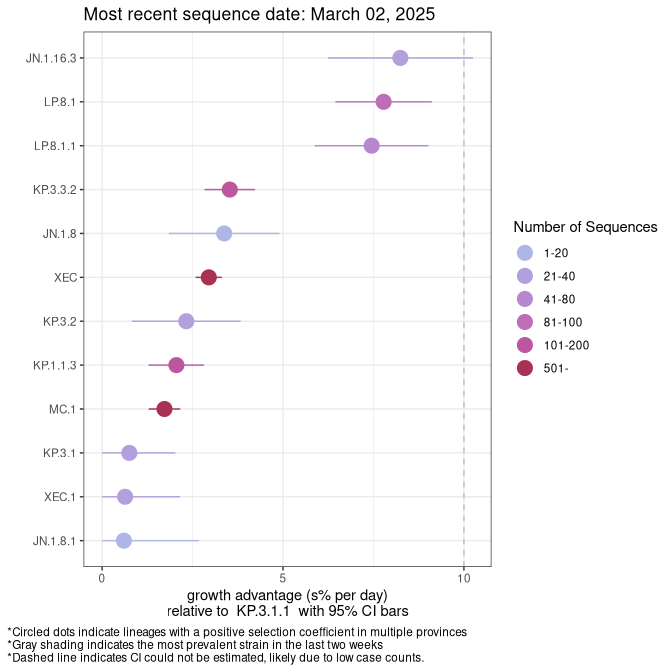 Most recent sequence date: March 02, 2025
JN.1.16.3
LP.8.1
LP.8.1.1
KP.3.3.2
JN.1.8
XEC
KP.3.2
KP.1.1.3
MC.1
KP.3.1
XEC.1
JN.1.8.1
0 5 10
growth advantage (s% per day)
relative to KP.3.1.1 with 95% CI bars
Number of Sequences
1-20
21-40
41-80
81-100
101-200
501-
*Circled dots indicate lineages with a positive selection coefficient in multiple provinces
*Gray shading indicates the most prevalent strain in the last two weeks
*Dashed line indicates CI could not be estimated, likely due to low case counts.